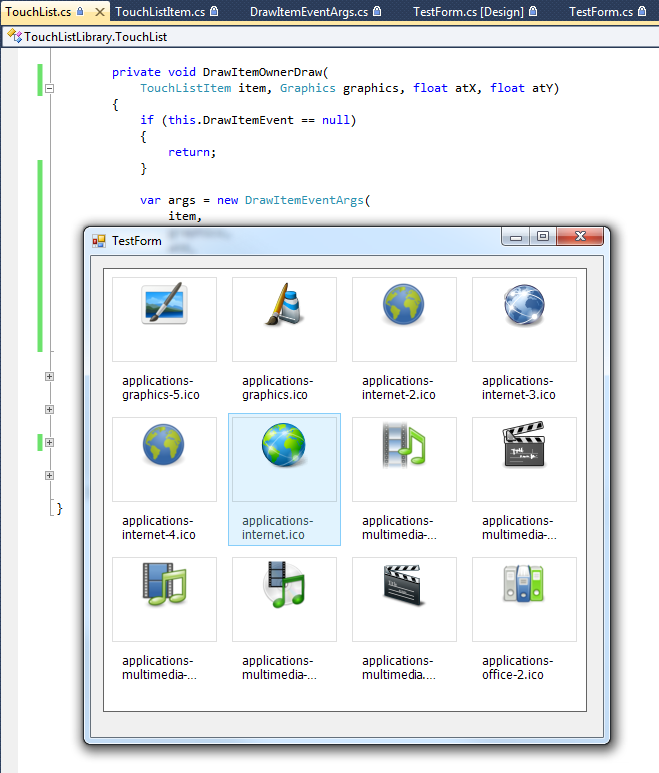 TouchList.cs TouchListItem.cs DrawItemEventArgs.cs TestForm.cs [Design] TestForm.cs
TouchListLibrary.TouchList
private void DrawItemOwnerDraw(
TouchListItem item, Graphics graphics, float atX, float atY)
{
if (this.DrawItemEvent == null)
{
return;
}
var args = new DrawItemEventArgs(
item,
TestForm
applications-
graphics-5.ico
applications-
graphics.ico
applications-
internet-2.ico
applications-
internet-3.ico
applications-
internet-4.ico
applications-
internet.ico
applications-
multimedia-...
applications-
multimedia-...
applications-
multimedia-...
applications-
multimedia-...
applications-
multimedia....
applications-
office-2.ico
}